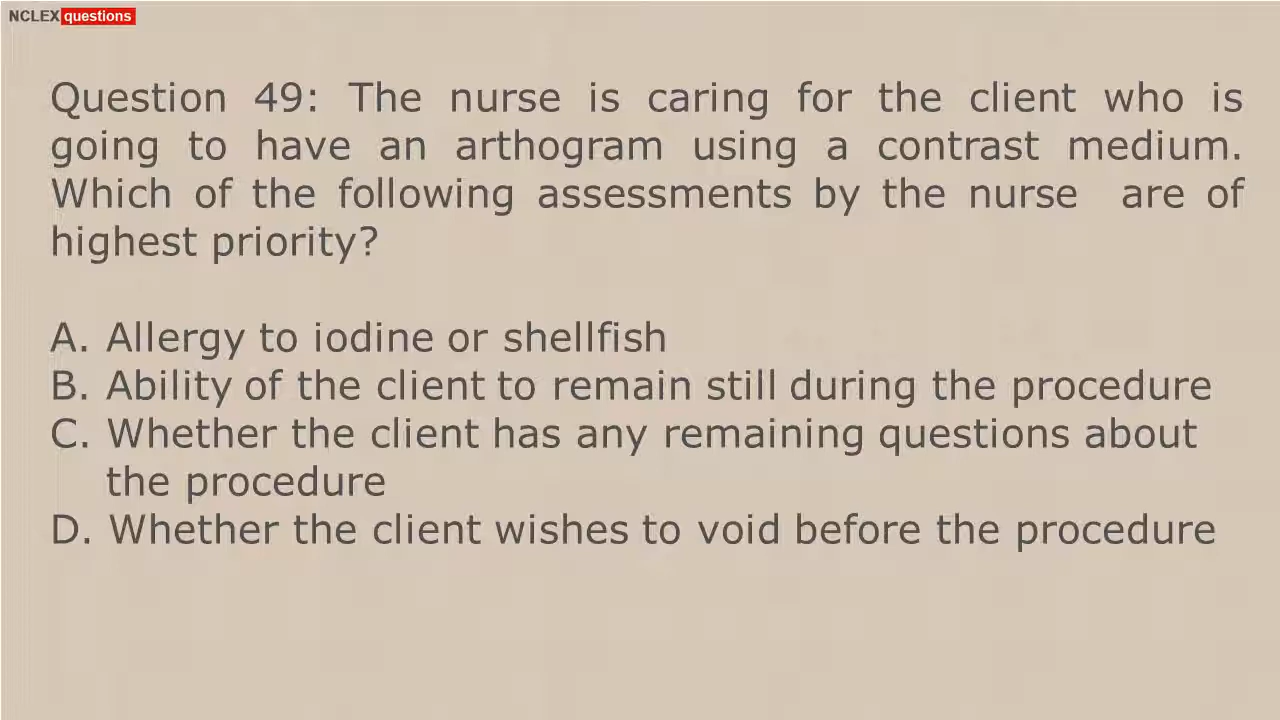 NCLEX questions
Question 49: The nurse is caring for the client who is
going to have an arthogram using a contrast medium.
Which of the following assessments by the nurse are of
highest priority?
A. Allergy to iodine or shellfish
B. Ability of the client to remain still during the procedure
C. Whether the client has any remaining questions about
the procedure
D. Whether the client wishes to void before the procedure